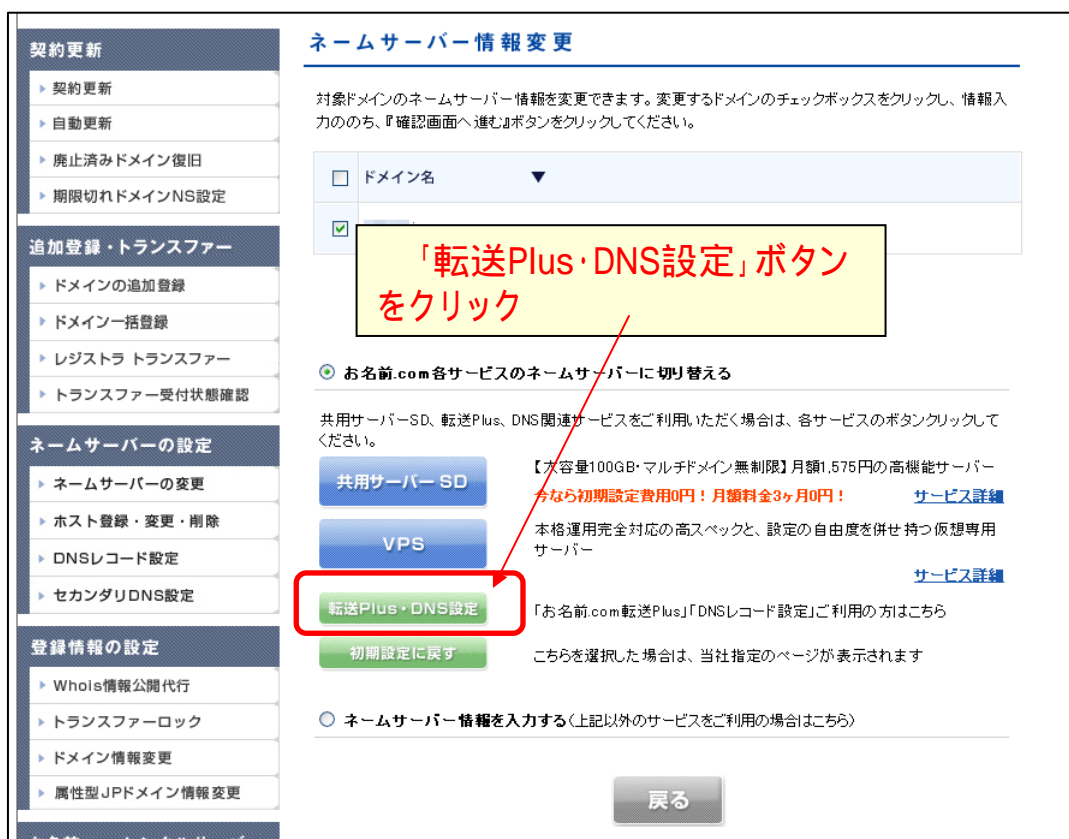 契約更新
契約更新
自動更新
廃止済みドメイン復旧
期限切れドメインNS設定
追加登録・トランスファー
ドメインの追加登録
ドメイン一括登録
レジストラ トランスファー
トランスファー受付状態確認
ネームサーバーの設定
ネームサーバーの変更
ホスト登録・変更・削除
DNSレコード設定
セカンダリDNS設定
登録情報の設定
Whois情報公開代行
トランスファーロック
ドメイン情報変更
属性型JPドメイン情報変更
ネームサーバー情報変更
対象ドメインのネームサーバー情報を変更できます。変更するドメインのチェックボックスをクリックし、情報入
力ののち、『確認画面へ進む』ボタンをクリックしてください。
ドメイン名 ▼
「転送Plus・DNS設定」ボタン
をクリック
お名前.com各サービスのネームサーバーに切り替える
共用サーバーSD、転送Plus、DNS関連サービスをご利用いただく場合は、各サービスのボタンクリックして
ください。
共用サーバー SD
【大容量100GB・マルチドメイン無制限】月額1,575円の高機能サーバー
今なら初期設定費用0円！月額料金3ヶ月0円！ サービス詳細
VPS
本格運用完全対応の高スペックと、設定の自由度を併せ持つ仮想専用
サーバー
サービス詳細
転送Plus・DNS設定
「お名前.com転送Plus」「DNSレコード設定」ご利用の方はこちら
初期設定に戻す
こちらを選択した場合は、当社指定のページが表示されます
ネームサーバー情報を入力する（上記以外のサービスをご利用の場合はこちら）
戻る